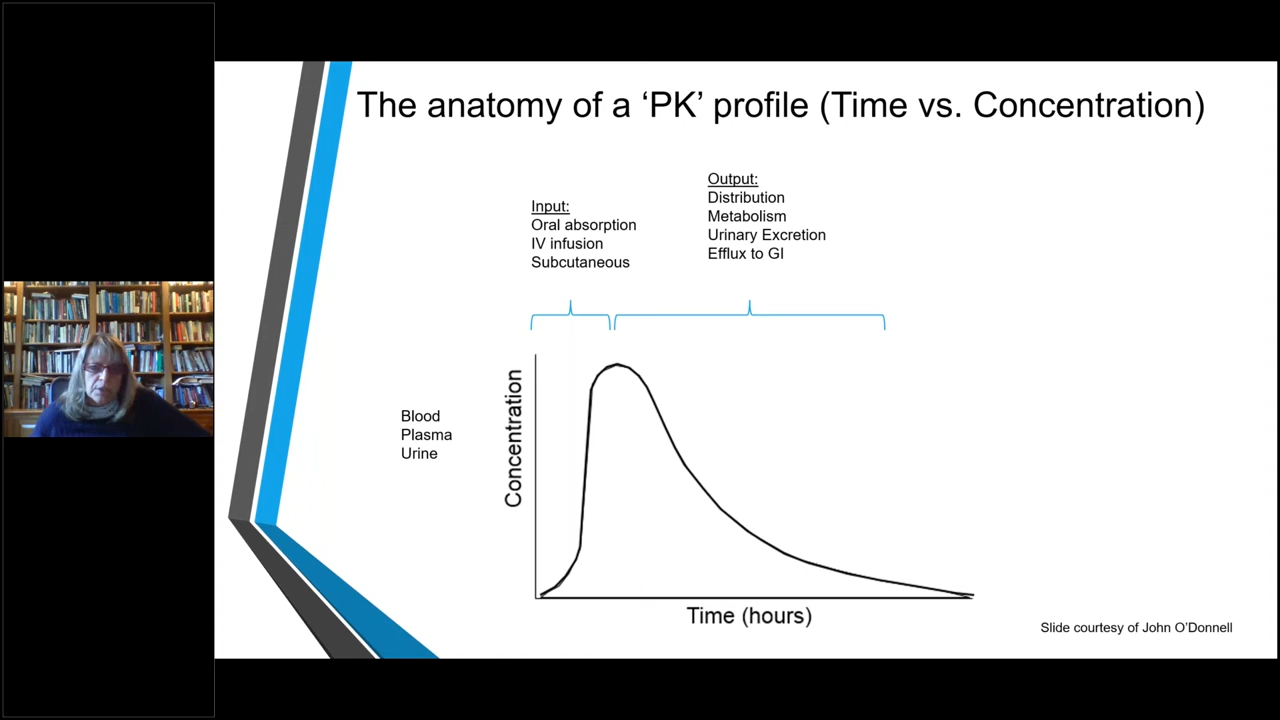 The anatomy of a ‘PK’ profile (Time vs. Concentration)
Input:
Oral absorption
IV infusion
Subcutaneous
Output:
Distribution
Metabolism
Urinary Excretion
Efflux to GI
Blood
Plasma
Urine
Concentration
Time (hours)
Slide courtesy of John O’Donnell